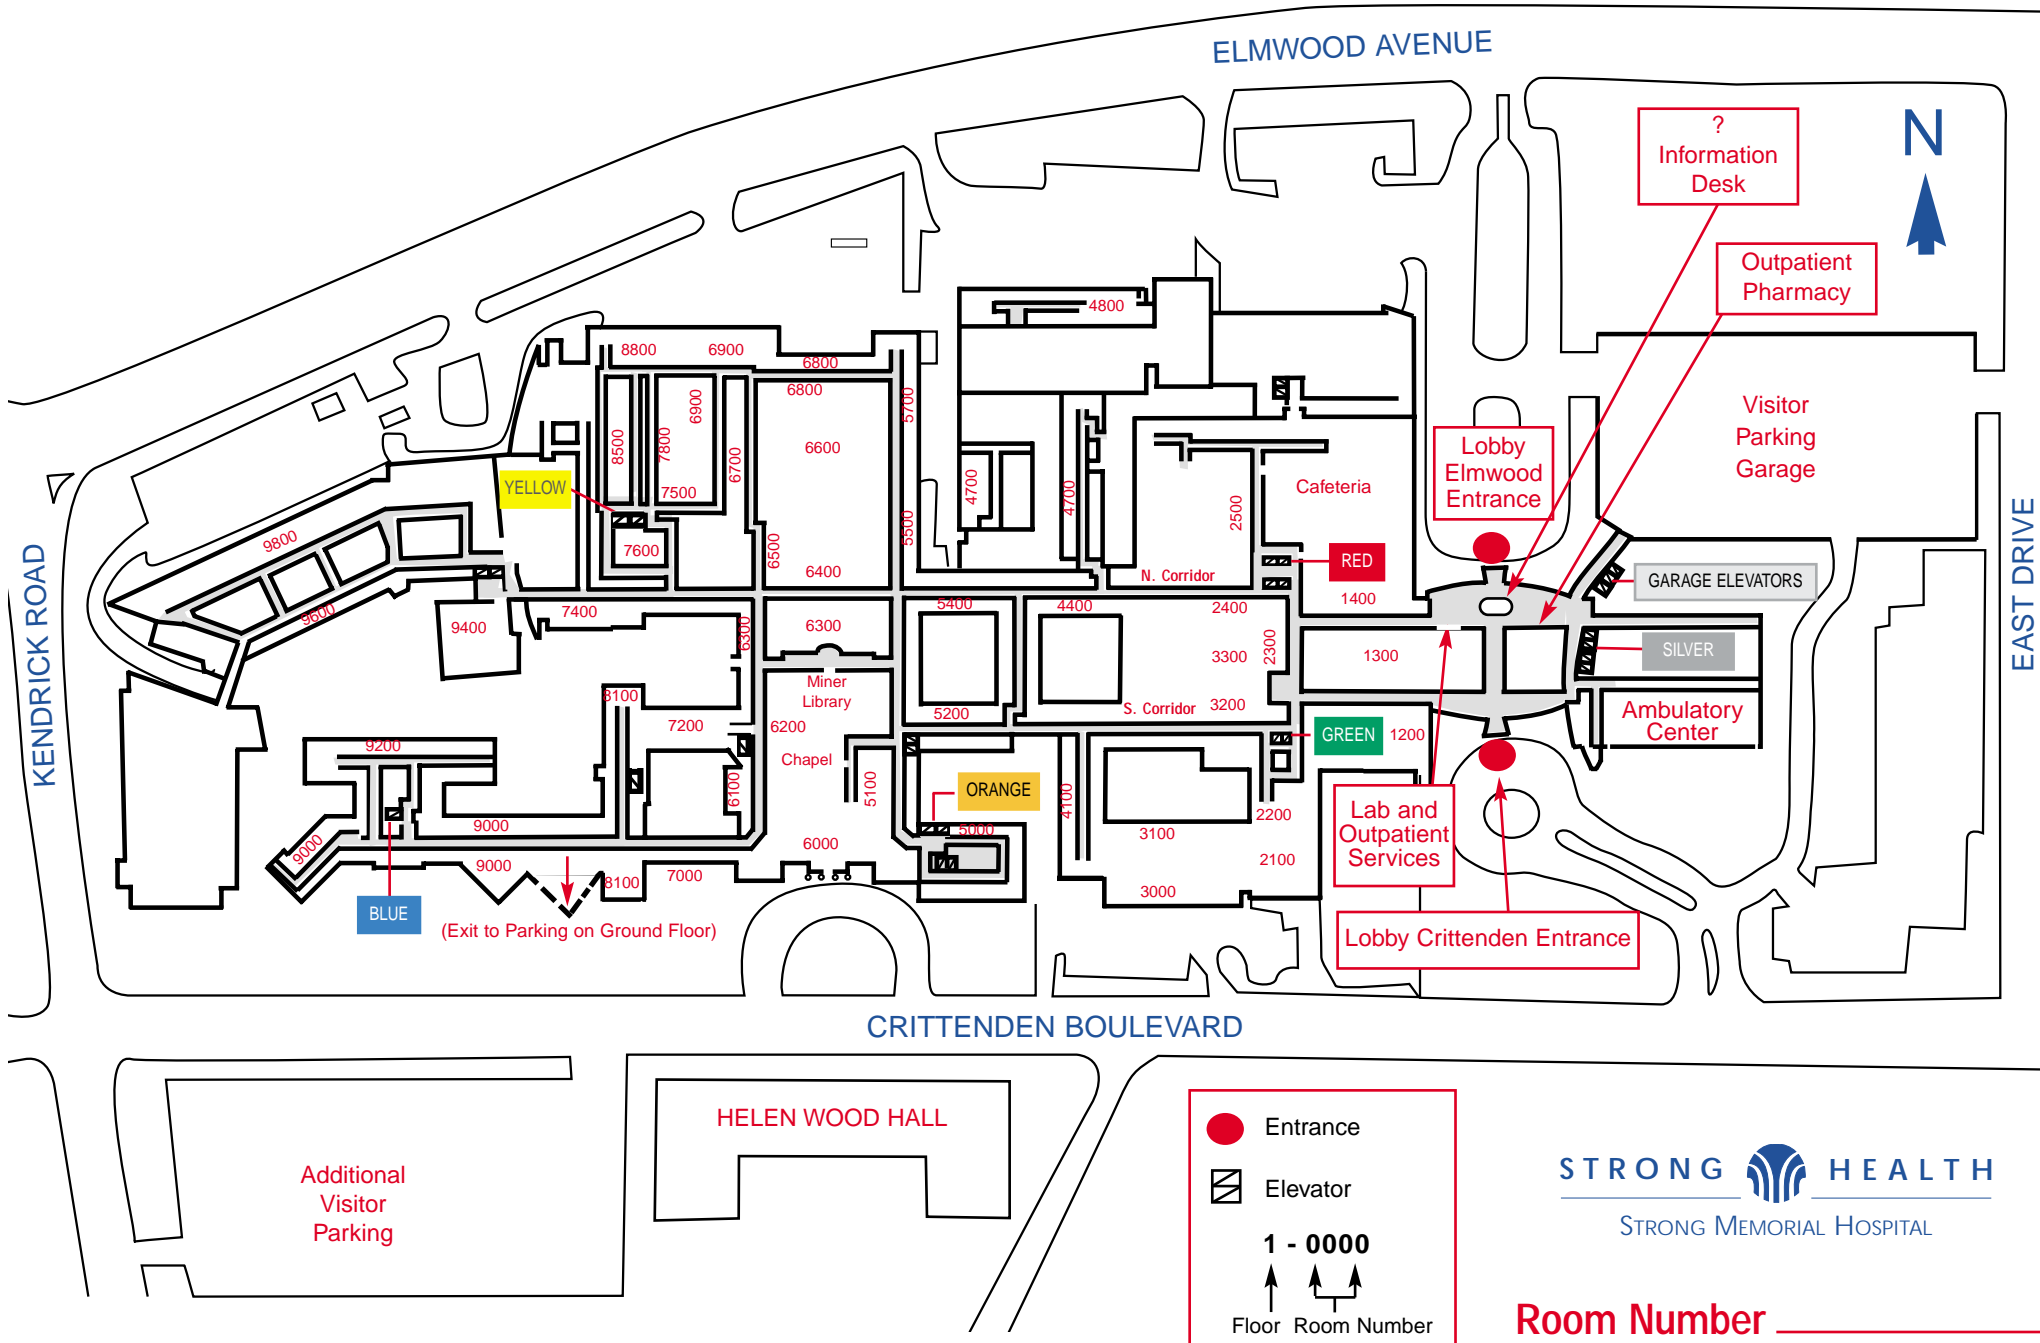 ELMWOOD AVENUE
?
Information
Desk
N
Outpatient
Pharmacy
4800
8800
6900
6800
6800
6900
5700
Visitor
Parking
Garage
Lobby
Elmwood
Entrance
8500
7800
6700
6600
YELLOW
7500
4700
4700
2500
Cafeteria
EAST DRIVE
KENDRICK ROAD
9800
7600
6500
5500
6400
N. Corridor
RED
1400
GARAGE ELEVATORS
9600
7400
9400
6300
6300
5400
4400
2400
2300
3300
1300
SILVER
Miner
Library
8100
7200
6200
5200
S. Corridor
3200
GREEN
1200
Ambulatory
Center
9200
Chapel
6100
5100
ORANGE
4100
Lab and
Outpatient
Services
9000
9000
9000
8100
7000
6000
5000
3100
2200
2100
3000
BLUE
(Exit to Parking on Ground Floor)
Lobby Crittenden Entrance
CRITTENDEN BOULEVARD
HELEN WOOD HALL
Additional
Visitor
Parking
Entrance
Elevator
1 - 0000
Floor Room Number
STRONG HEALTH
STRONG MEMORIAL HOSPITAL
Room Number